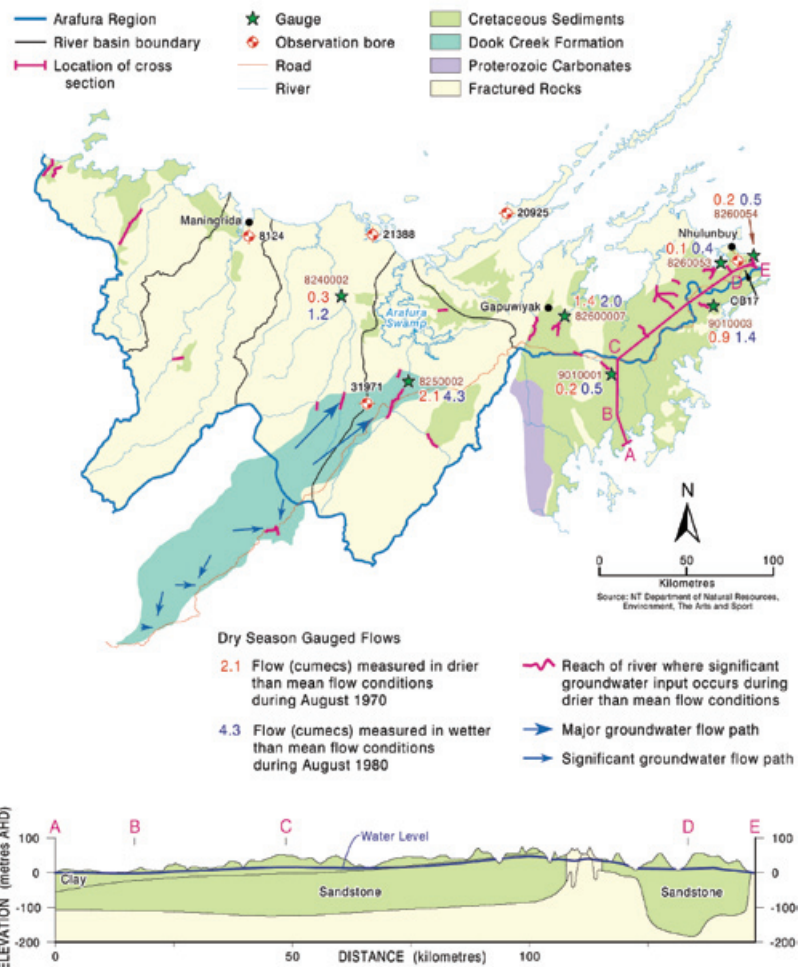 Arafura Region
River basin boundary
Location of cross
section
Gauge
Observation bore
Road
River
Cretaceous Sediments
Dook Creek Formation
Proterozoic Carbonates
Fractured Rocks
20925
0.2 0.5
8260054
Maningrida
8124
21388
Nhulunbuy
0.1 0.4
8260053
E
D
CB17
8240002
0.3
1.2
Arafura
Swamp
Gapuwiyak
1.4 2.0
82600007
9010003
0.9 1.4
C
31971
8250002
2.1 4.3
9010001
0.2 0.5
B
A
N
0 50 100
Kilometres
Source: NT Department of Natural Resources,
Environment, The Arts and Sport
Dry Season Gauged Flows
2.1 Flow (cumecs) measured in drier
than mean flow conditions
during August 1970
4.3 Flow (cumecs) measured in wetter
than mean flow conditions
during August 1980
Reach of river where significant
groundwater input occurs during
drier than mean flow conditions
Major groundwater flow path
Significant groundwater flow path
A B C D E
ELEVATION (metres AHD)
100 100
0 0
-100 -100
-200 -200
Water Level
Clay
Sandstone
Sandstone
0 50 100
DISTANCE (kilometres)